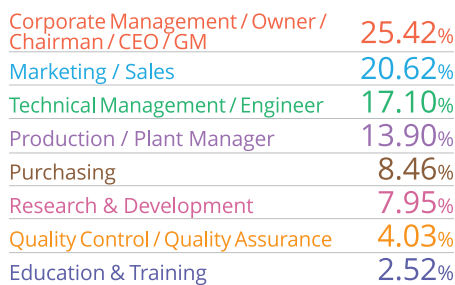 Corporate Management / Owner /
Chairman / CEO / GM 25.42%
Marketing / Sales 20.62%
Technical Management / Engineer 17.10%
Production / Plant Manager 13.90%
Purchasing 8.46%
Research & Development 7.95%
Quality Control / Quality Assurance 4.03%
Education & Training 2.52%